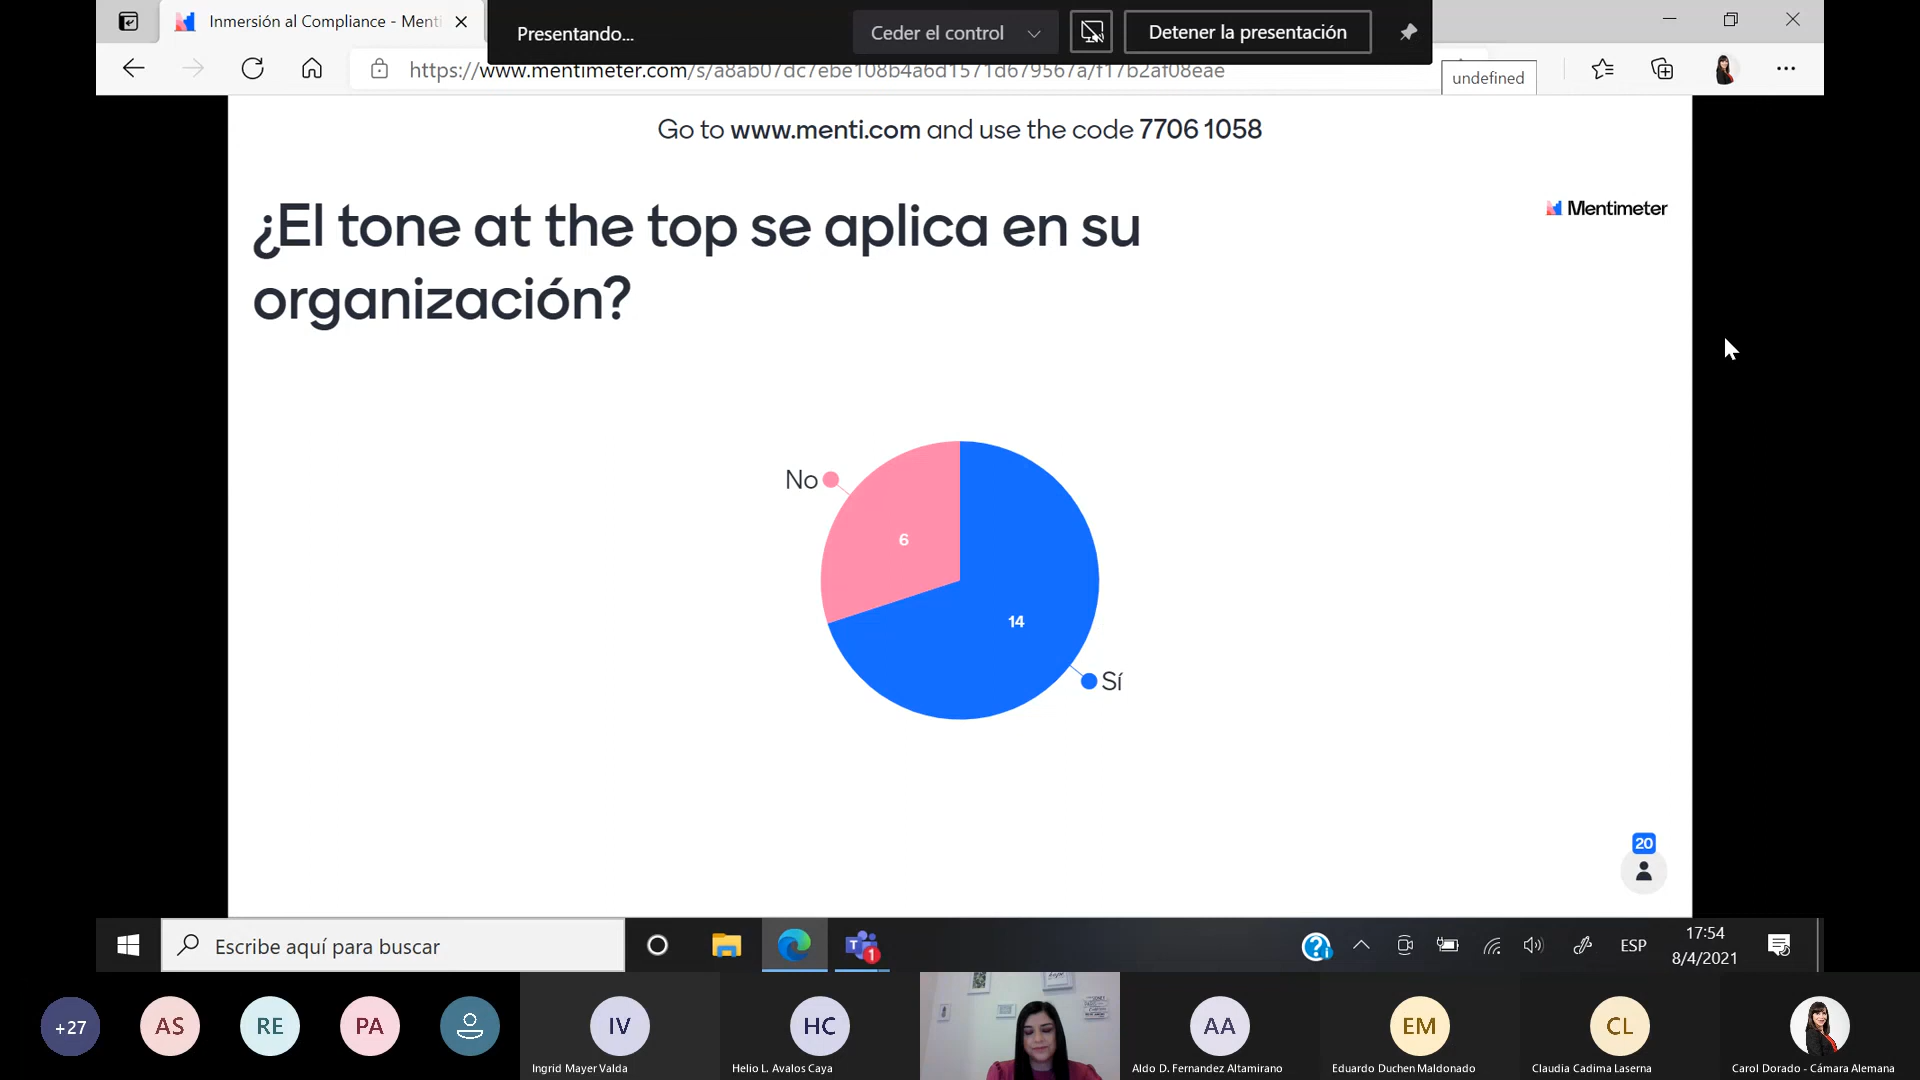 Inmersión al Compliance - Menti
Presentando...
Ceder el control
Detener la presentación
https://www.mentimeter.com/s/a8ab07dc7ebe108b4a6d1571d679567a/f17b2af08eae
undefined
Go to www.menti.com and use the code 7706 1058
Mentimeter
¿El tone at the top se aplica en su
organización?
No
6
14
Sí
20
Escribe aquí para buscar
T
1
ESP
17:54
8/4/2021
+27
AS
RE
PA
IV
HC
AA
EM
CL
Ingrid Mayer Valda
Helio L. Avalos Caya
Aldo D. Fernandez Altamirano
Eduardo Duchen Maldonado
Claudia Cadima Laserna
Carol Dorado - Cámara Alemana